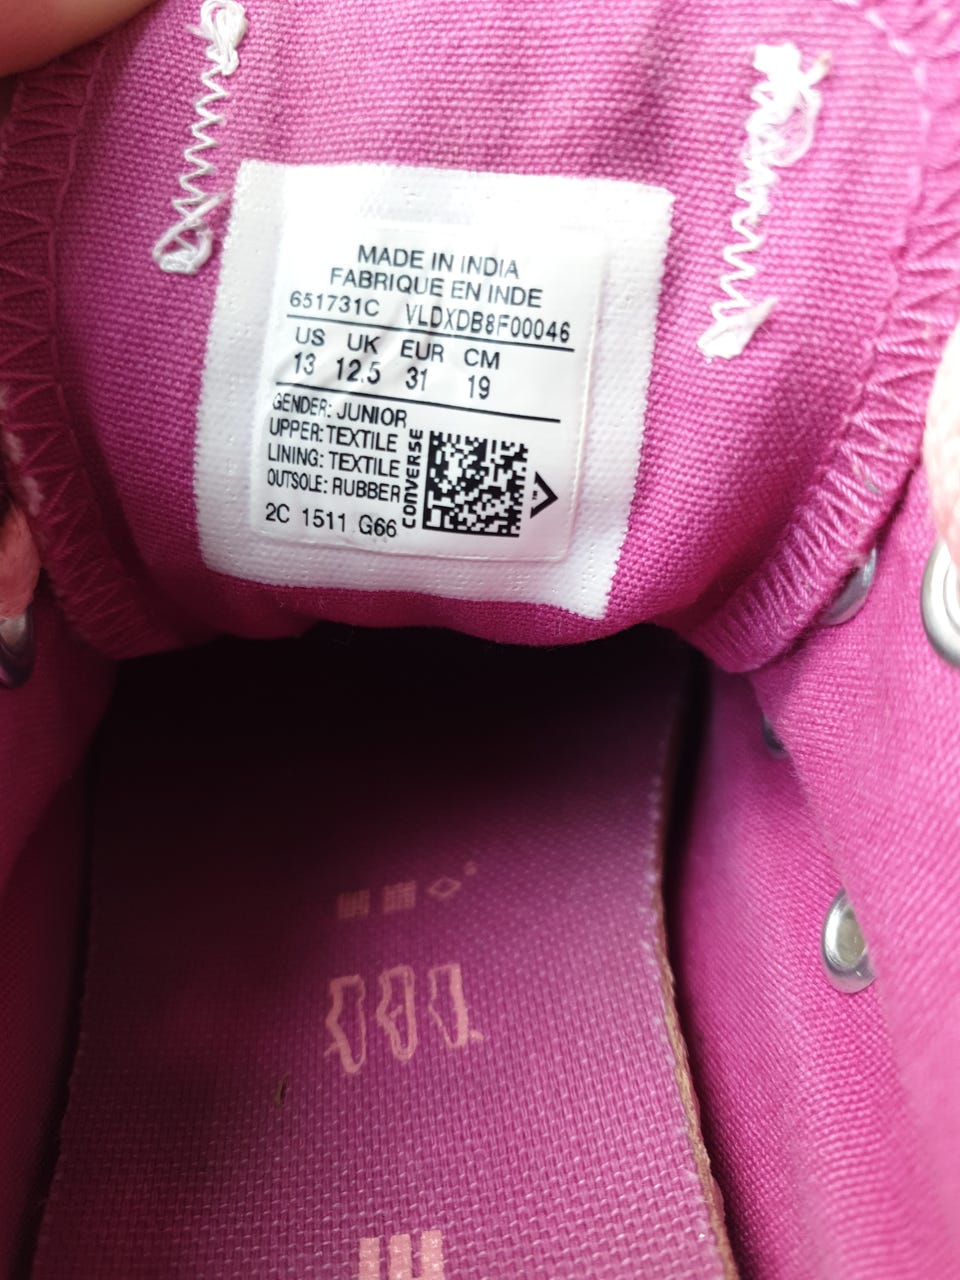 MADE IN INDIA
FABRIQUE EN INDE
651731C VLDXDB8F00046
US UK EUR CM
13 12.5 31 19
GENDER: JUNIOR
UPPER: TEXTILE
LINING: TEXTILE
OUTSOLE: RUBBER
2C 1511 G66
CONVERSE
TM